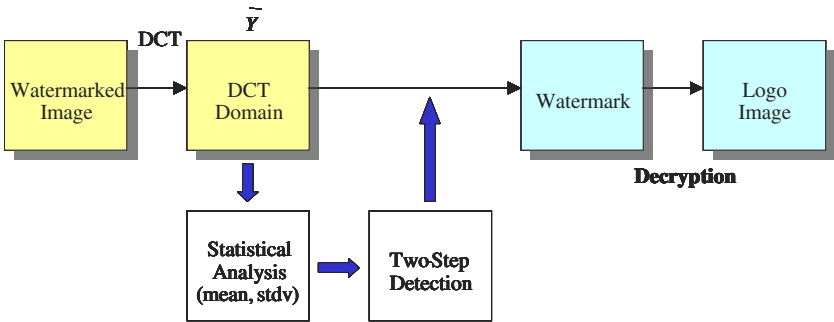 DCT
Ỹ
Watermarked
Image
DCT
Domain
Watermark
Logo
Image
Decryption
Statistical
Analysis
(mean, stdv)
Two-Step
Detection